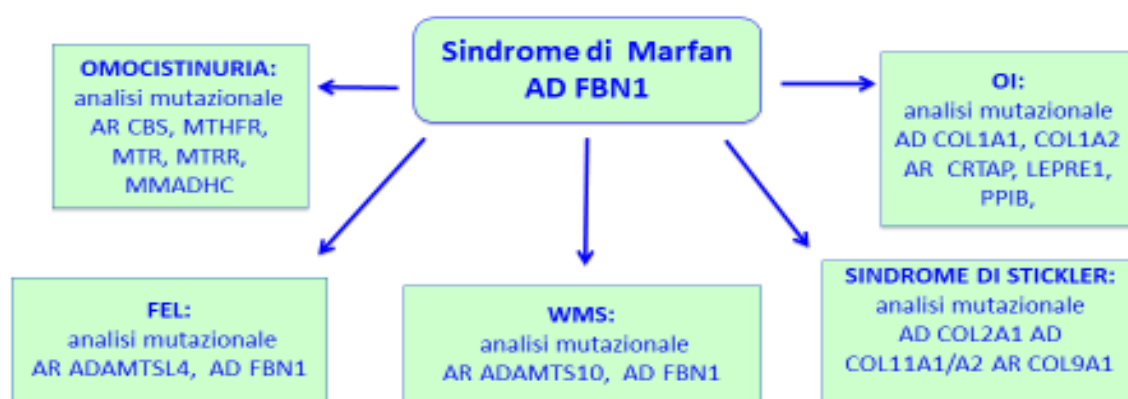 Sindrome di Marfan
AD FBN1
OMOCISTINURIA:
analisi mutazionale
AR CBS, MTHFR,
MTR, MTRR,
MMADHC
OI:
analisi mutazionale
AD COL1A1, COL1A2
AR CRTAP, LEPRE1,
PPIB,
FEL:
analisi mutazionale
AR ADAMTSL4, AD FBN1
WMS:
analisi mutazionale
AR ADAMTS10, AD FBN1
SINDROME DI STICKLER:
analisi mutazionale
AD COL2A1 AD
COL11A1/A2 AR COL9A1